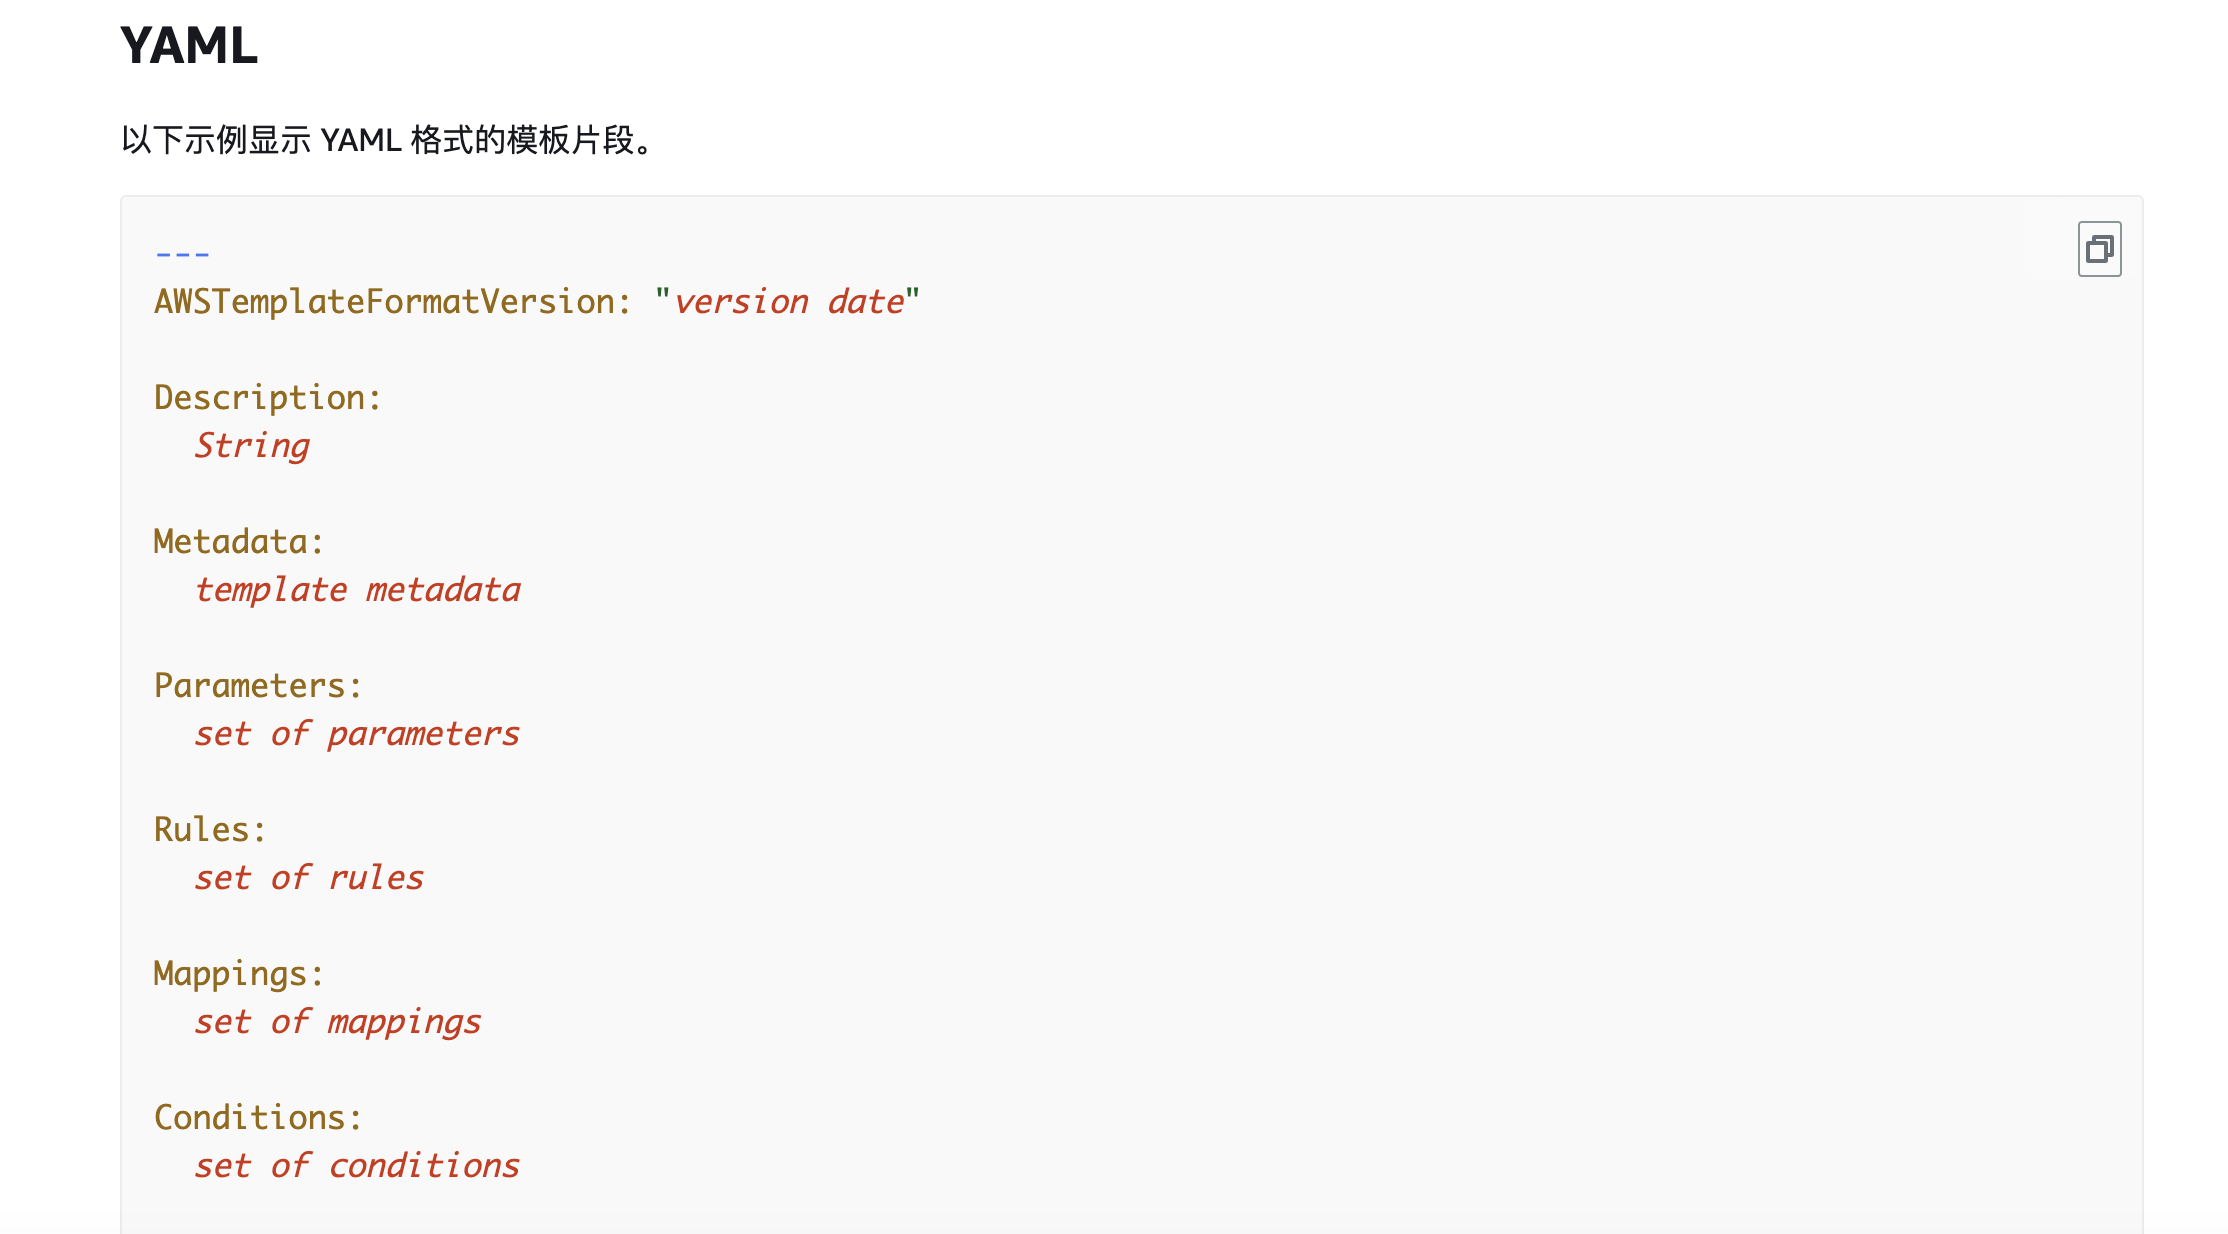 YAML
以下示例显示 YAML 格式的模板片段。
---
AWSTemplateFormatVersion: "version date"
Description:
  String
Metadata:
  template metadata
Parameters:
  set of parameters
Rules:
  set of rules
Mappings:
  set of mappings
Conditions:
  set of conditions